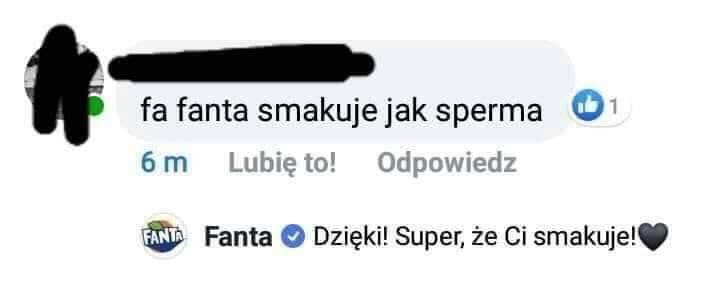 fa fanta smakuje jak sperma
1
6 m Lubię to! Odpowiedz
FANTA
Fanta Dzięki! Super, że Ci smakuje!🖤